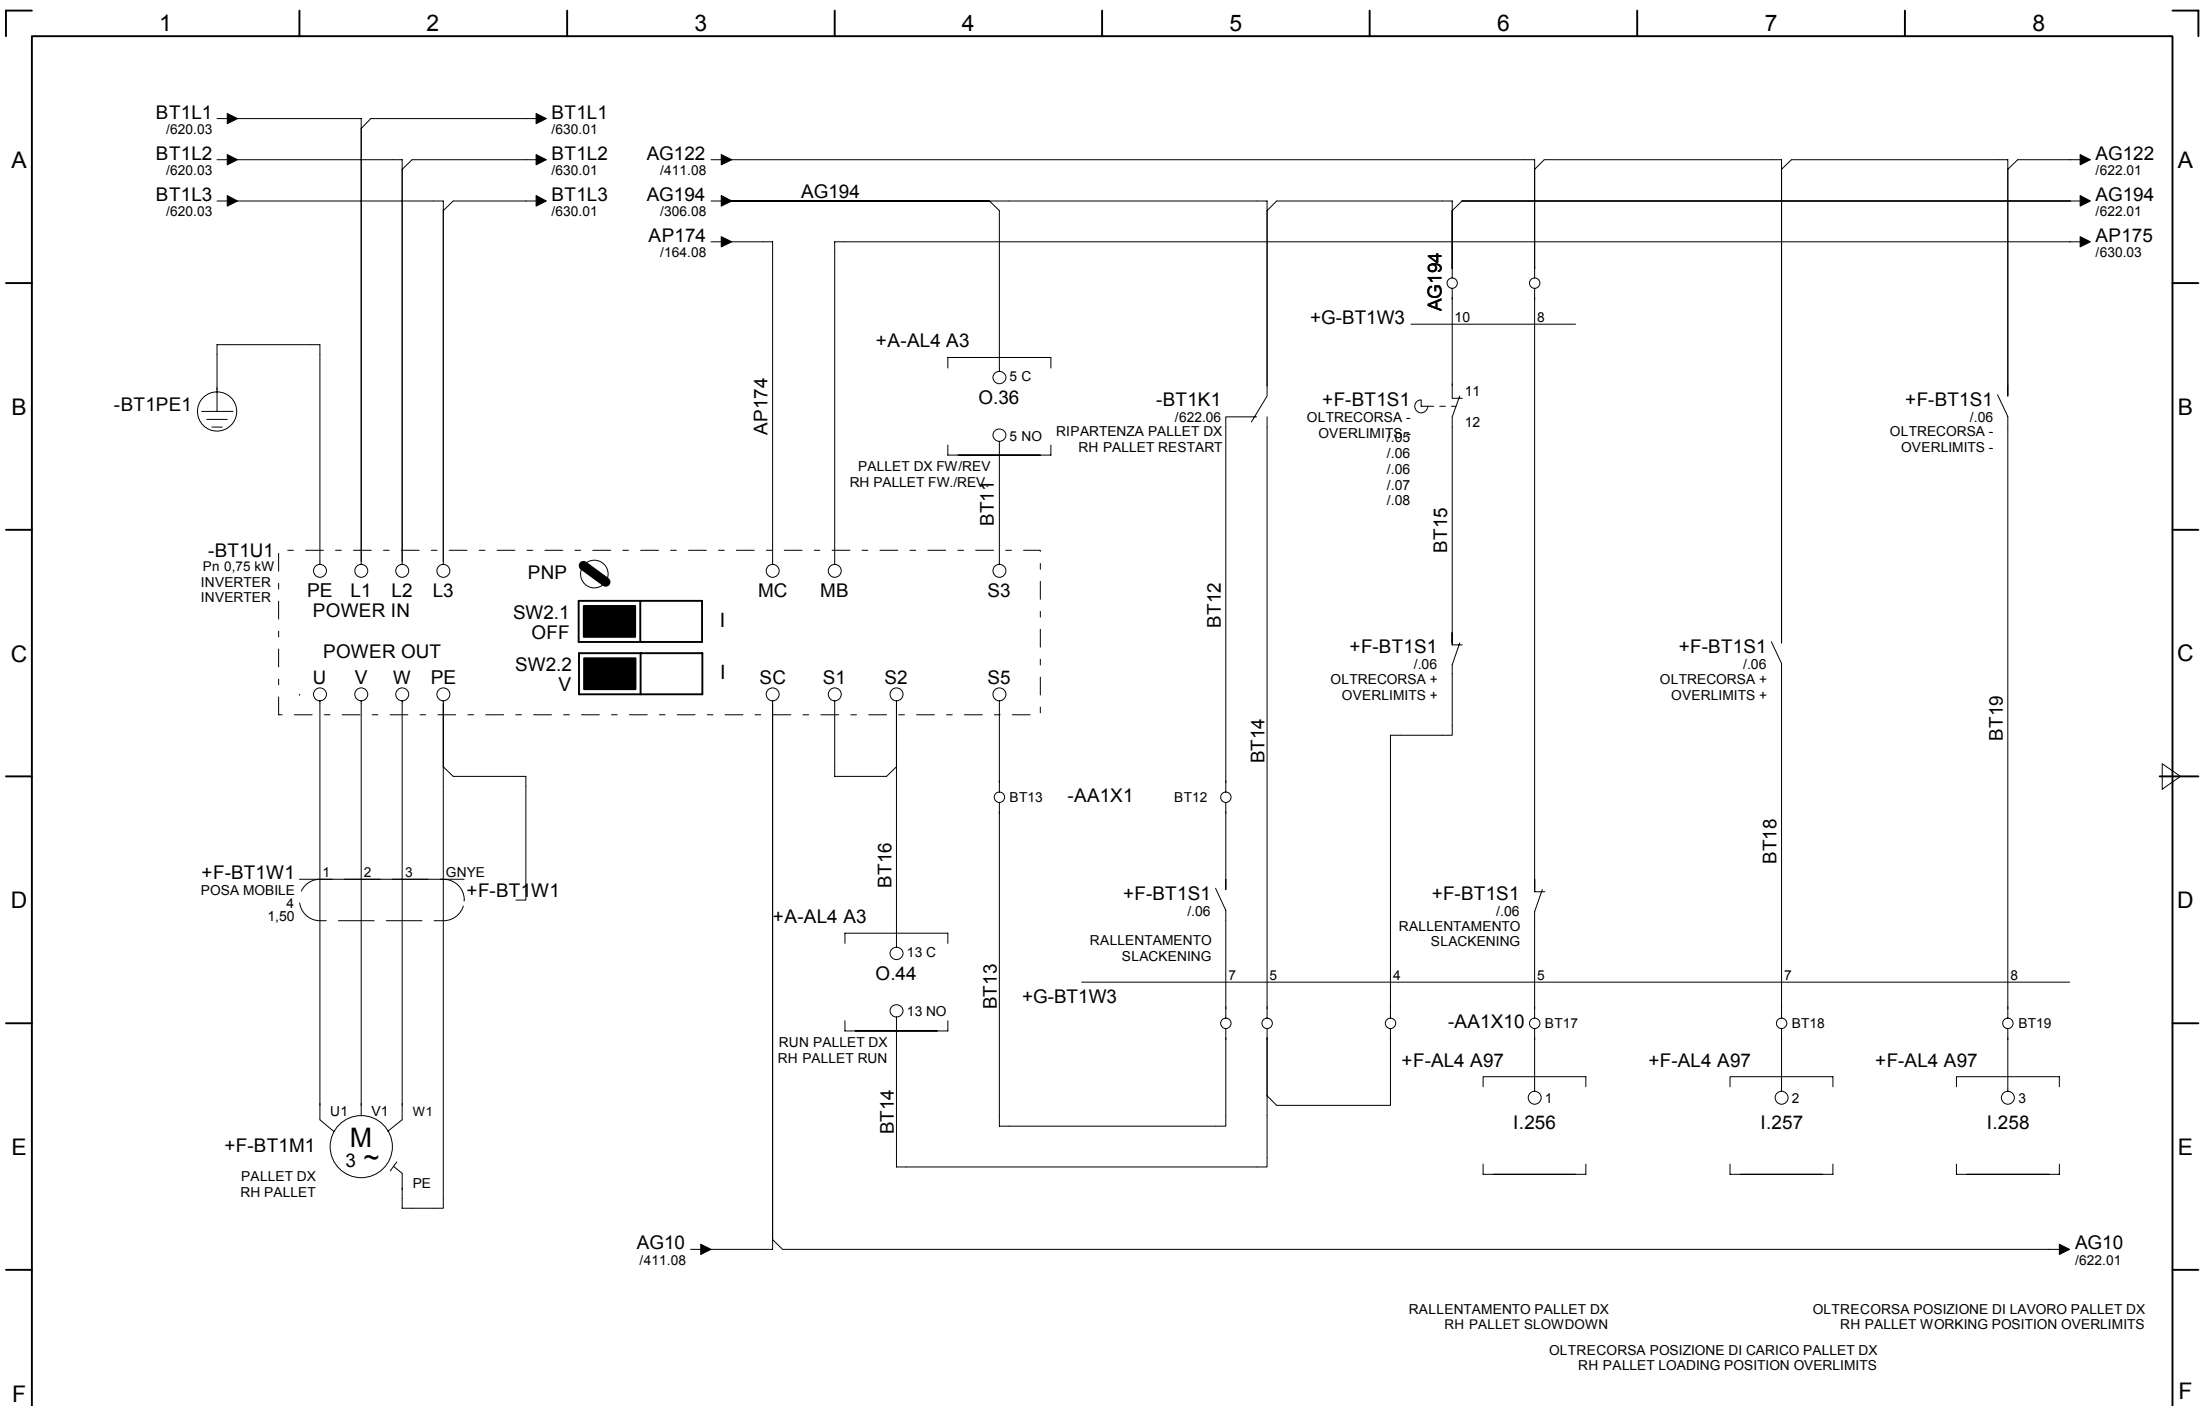 1 2 3 4 5 6 7 8
BT1L1
/620.03
BT1L1
/630.01
A
BT1L2
/620.03
BT1L2
/630.01
AG122
/411.08
AG122
/622.01
A
BT1L3
/620.03
BT1L3
/630.01
AG194
/306.08
AG194
AG194
/622.01
AP174
/164.08
AP175
/630.03
AG194
+G-BT1W3
10
8
+A-AL4 A3
5 C
O.36
5 NO
PALLET DX FW/REV
RH PALLET FW./REV
BT11
B
-BT1PE1
AP174
-BT1K1
/622.06
RIPARTENZA PALLET DX
RH PALLET RESTART
+F-BT1S1
OLTRECORSA -
OVERLIMITS -
/.05
/.06
/.06
/.07
/.08
11
12
+F-BT1S1
/.06
OLTRECORSA -
OVERLIMITS -
B
BT15
-BT1U1
Pn 0,75 kW
INVERTER
INVERTER
PE L1 L2 L3
POWER IN
PNP
MC MB S3
SW2.1
OFF
I
SW2.2
V
I
C
POWER OUT
U V W PE
SC S1 S2 S5
BT12
BT14
+F-BT1S1
/.06
OLTRECORSA +
OVERLIMITS +
+F-BT1S1
/.06
OLTRECORSA +
OVERLIMITS +
BT19
C
BT13
-AA1X1
BT12
BT16
BT18
D
+F-BT1W1
POSA MOBILE
4
1,50
1 2 3 GNYE
+F-BT1W1
+A-AL4 A3
13 C
O.44
13 NO
RUN PALLET DX
RH PALLET RUN
BT13
+F-BT1S1
/.06
RALLENTAMENTO
SLACKENING
+F-BT1S1
/.06
RALLENTAMENTO
SLACKENING
D
+G-BT1W3
7 5 4 5 7 8
-AA1X10
BT17
BT18
BT19
+F-AL4 A97
+F-AL4 A97
+F-AL4 A97
1
I.256
2
I.257
3
I.258
BT14
E
U1 V1 W1
+F-BT1M1
M
3 ~
PALLET DX
RH PALLET
PE
E
AG10
/411.08
AG10
/622.01
RALLENTAMENTO PALLET DX
RH PALLET SLOWDOWN
OLTRECORSA POSIZIONE DI LAVORO PALLET DX
RH PALLET WORKING POSITION OVERLIMITS
OLTRECORSA POSIZIONE DI CARICO PALLET DX
RH PALLET LOADING POSITION OVERLIMITS
F
F